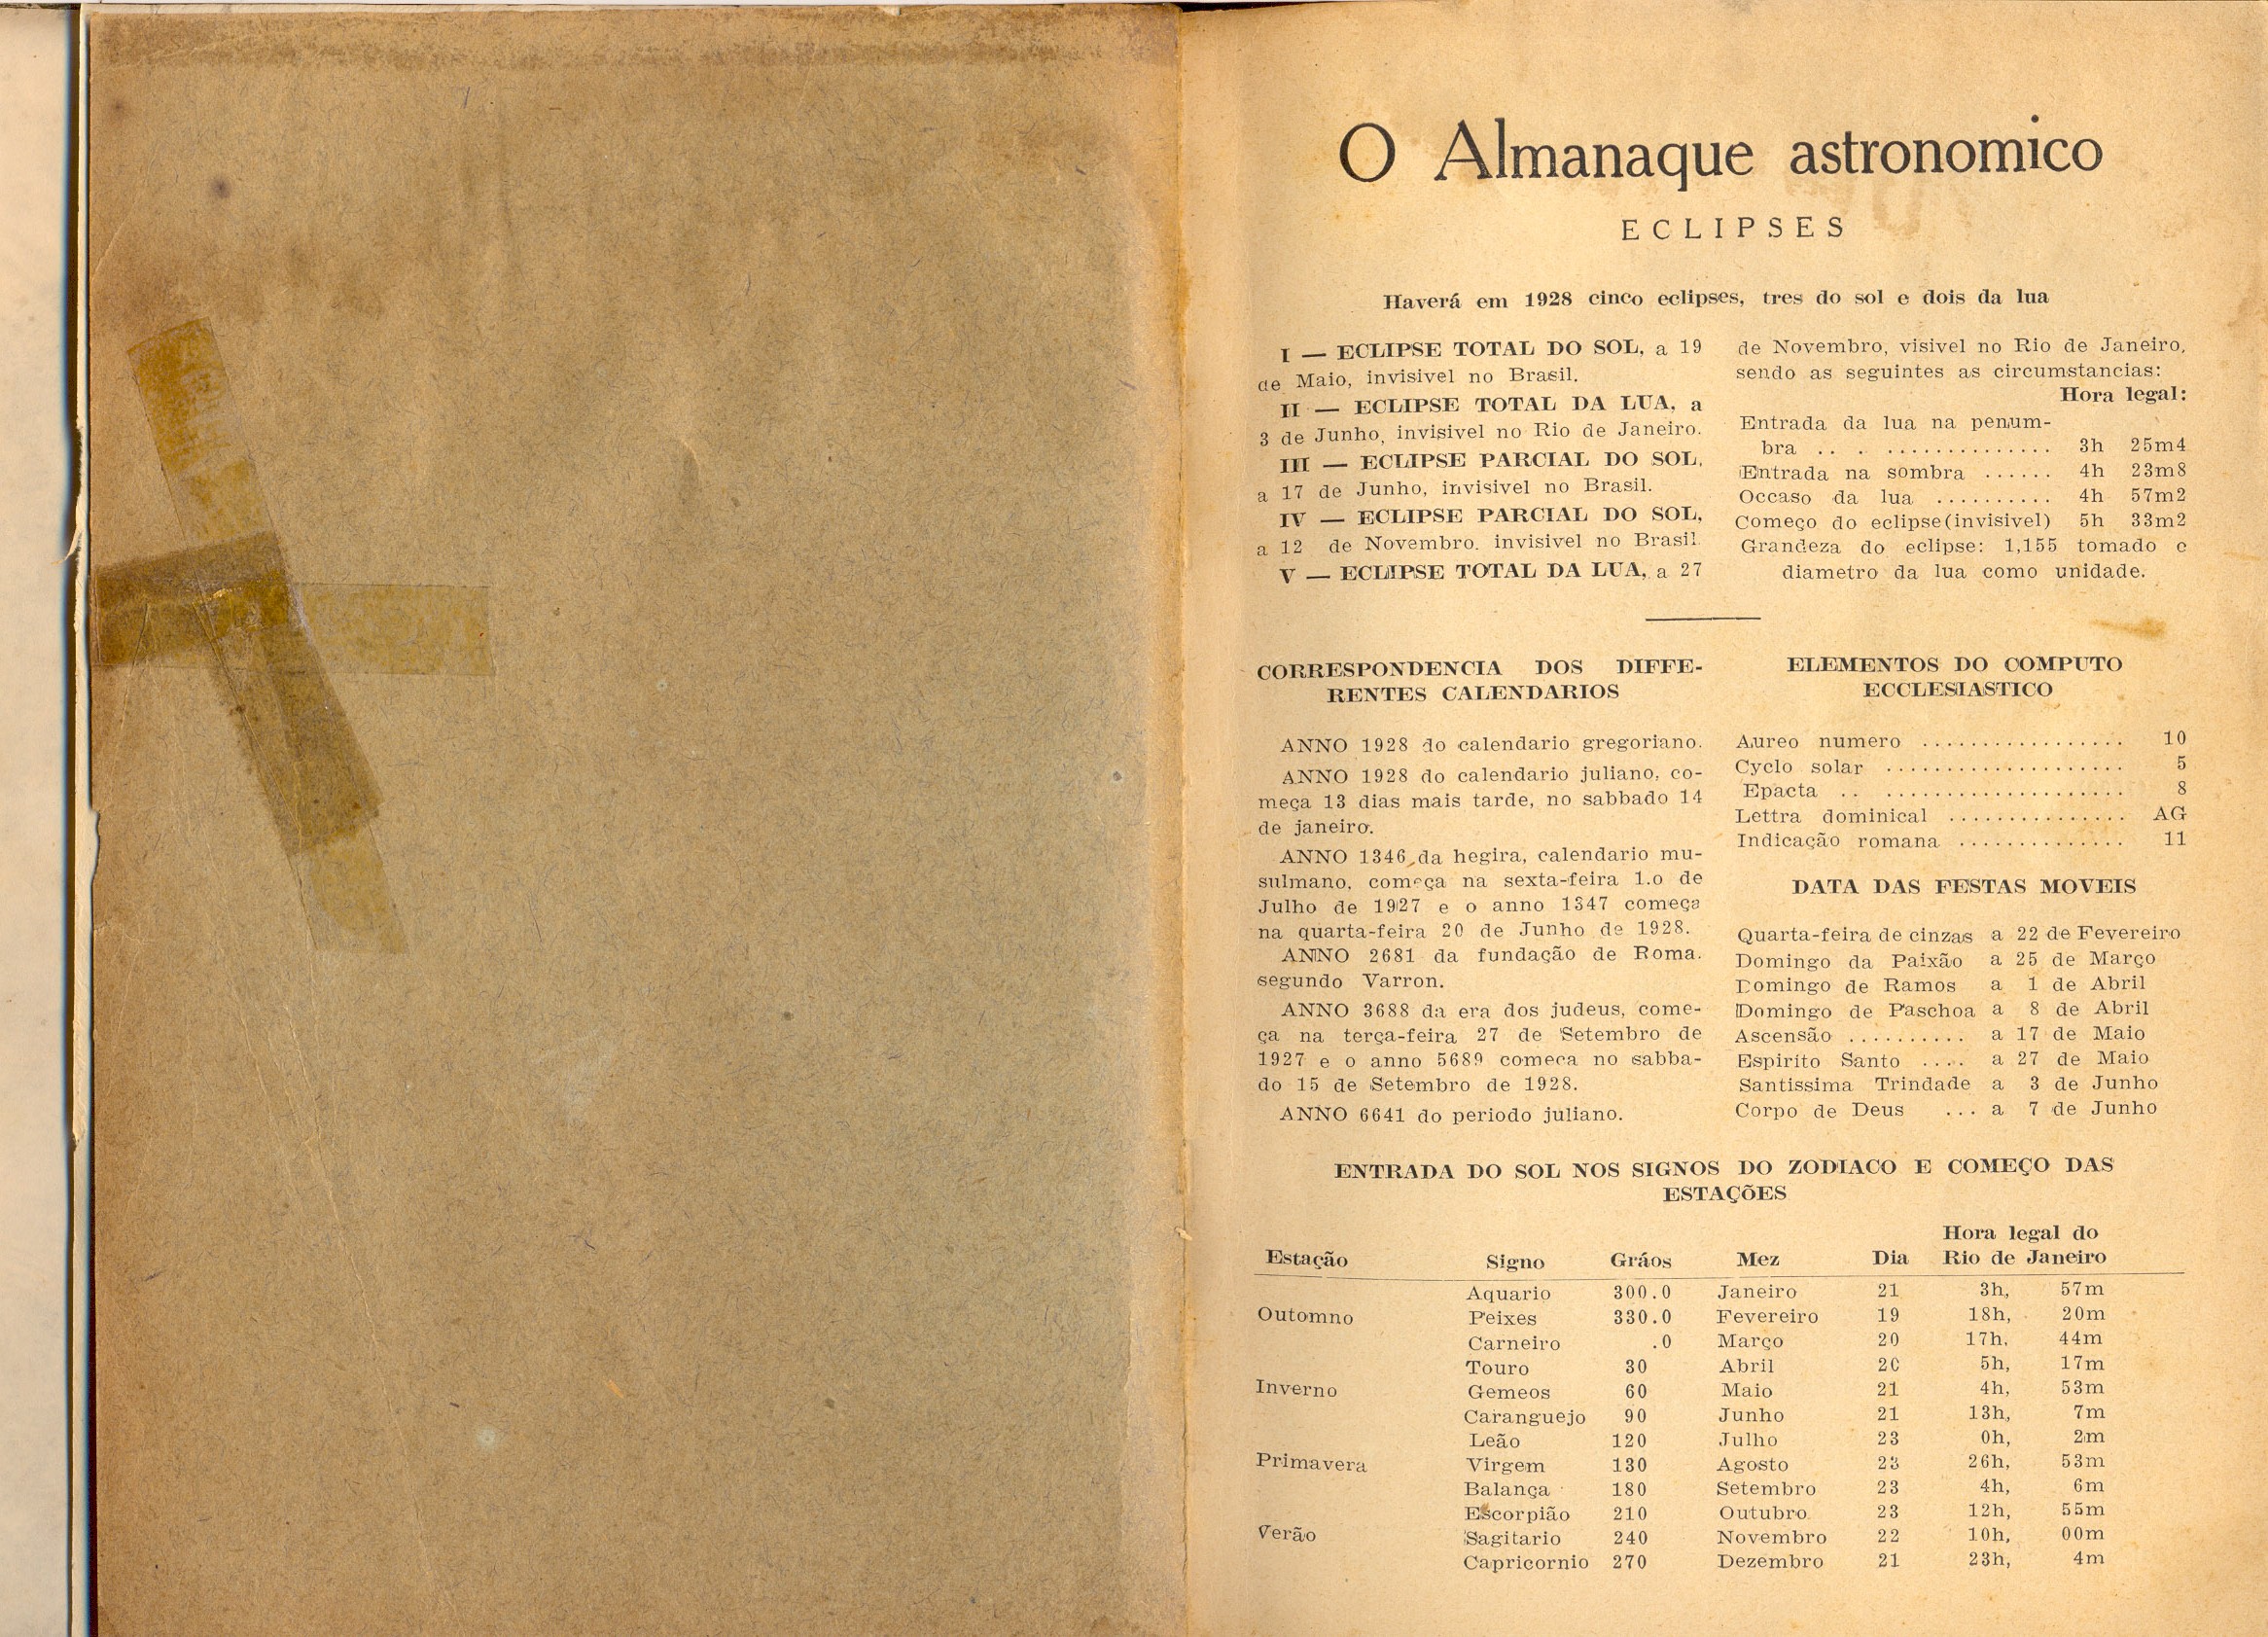 O Almanaque astronomico
ECLIPSES
Haverá em 1928 cinco eclipses, tres do sol e dois da lua
I — ECLIPSE TOTAL DO SOL, a 19
de Maio, invisivel no Brasil.
II — ECLIPSE TOTAL DA LUA, a
3 de Junho, invisivel no Rio de Janeiro.
III — ECLIPSE PARCIAL DO SOL,
a 17 de Junho, invisivel no Brasil.
IV — ECLIPSE PARCIAL DO SOL,
a 12 de Novembro. invisivel no Brasil.
V — ECLIPSE TOTAL DA LUA, a 27
de Novembro, visivel no Rio de Janeiro,
sendo as seguintes as circumstancias:
Hora legal:
Entrada da lua na penum-
bra .. . .............. 3h 25m4
Entrada na sombra ...... 4h 23m8
Occaso da lua .......... 4h 57m2
Começo do eclipse(invisivel) 5h 33m2
Grandeza do eclipse: 1,155 tomado o
diametro da lua como unidade.
CORRESPONDENCIA DOS DIFFE-
RENTES CALENDARIOS
ANNO 1928 do calendario gregoriano.
ANNO 1928 do calendario juliano, co-
meça 13 dias mais tarde, no sabbado 14
de janeiro.
ANNO 1346 da hegira, calendario mu-
sulmano, começa na sexta-feira 1.o de
Julho de 1927 e o anno 1347 começa
na quarta-feira 20 de Junho de 1928.
ANNO 2681 da fundação de Roma.
segundo Varron.
ANNO 3688 da era dos judeus, come-
ça na terça-feira 27 de Setembro de
1927 e o anno 5689 comeca no sabba-
do 15 de Setembro de 1928.
ANNO 6641 do periodo juliano.
ELEMENTOS DO COMPUTO
ECCLESIASTICO
Aureo numero ................. 10
Cyclo solar .................... 5
Epacta .. .................... 8
Lettra dominical ............... AG
Indicação romana .............. 11
DATA DAS FESTAS MOVEIS
Quarta-feira de cinzas a 22 de Fevereiro
Domingo da Paixão a 25 de Março
Domingo de Ramos a 1 de Abril
Domingo de Paschoa a 8 de Abril
Ascensão .......... a 17 de Maio
Espirito Santo .... a 27 de Maio
Santissima Trindade a 3 de Junho
Corpo de Deus ... a 7 de Junho
ENTRADA DO SOL NOS SIGNOS DO ZODIACO E COMEÇO DAS
ESTAÇÕES
Hora legal do
Estação Signo Gráos Mez Dia Rio de Janeiro
Aquario 300.0 Janeiro 21 3h, 57m
Outomno Peixes 330.0 Fevereiro 19 18h, 20m
Carneiro .0 Março 20 17h. 44m
Touro 30 Abril 20 5h, 17m
Inverno Gemeos 60 Maio 21 4h, 53m
Caranguejo 90 Junho 21 13h, 7m
Leão 120 Julho 23 0h, 2m
Primavera Virgem 130 Agosto 23 26h, 53m
Balança 180 Setembro 23 4h, 6m
Escorpião 210 Outubro 23 12h, 55m
Verão Sagitario 240 Novembro 22 10h, 00m
Capricornio 270 Dezembro 21 23h, 4m